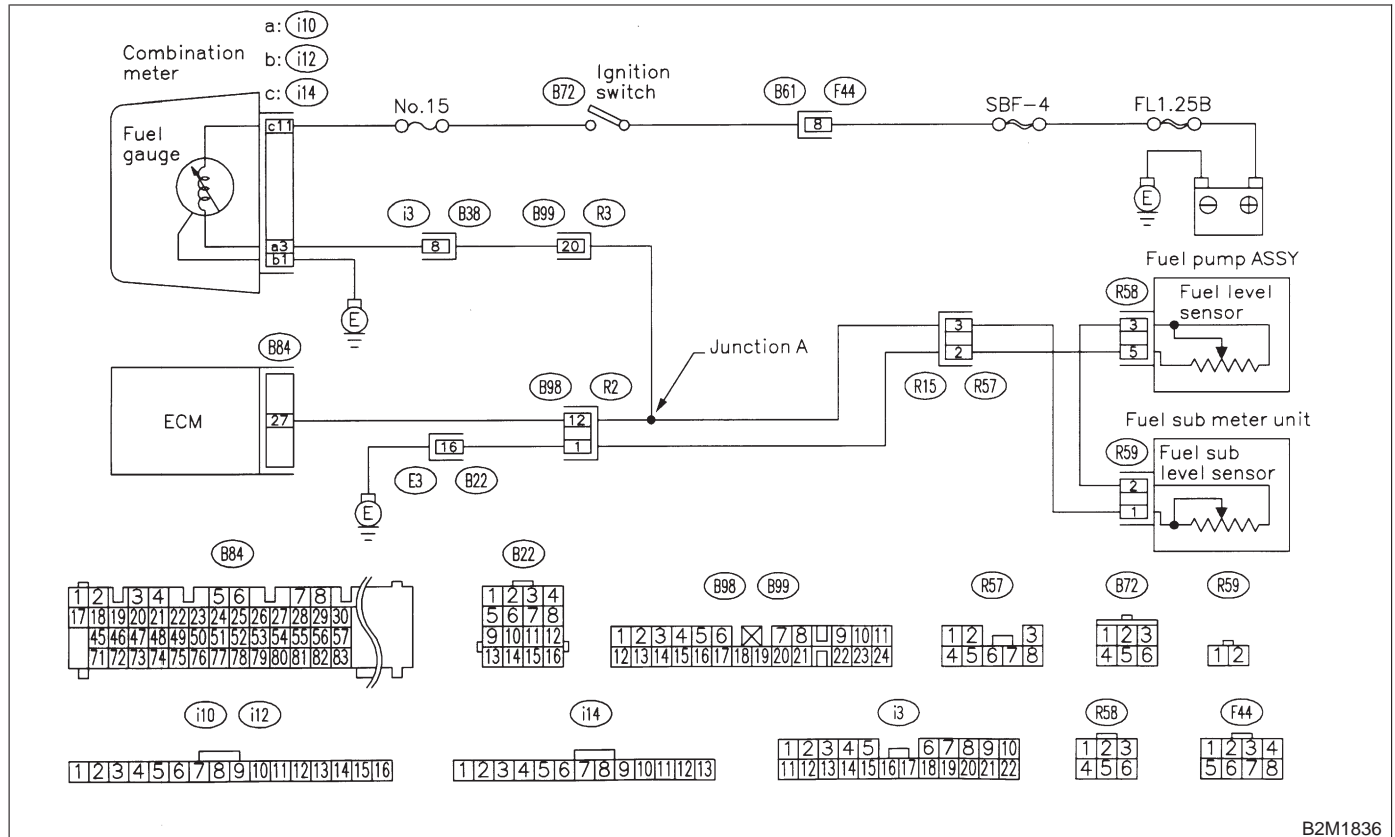 a: i10
Combination meter
b: i12
c: i14
No.15
B72
Ignition switch
B61 F44
8
SBF-4
FL1.25B
c11
Fuel gauge
E
⊖ ⊕
i3 B38 B99 R3
a3
8
20
b1
E
Fuel pump ASSY
R58
Fuel level sensor
3
5
B84
Junction A
3
2
R15 R57
ECM
27
B98 R2
12
1
16
E3 B22
E
Fuel sub meter unit
R59
Fuel sub level sensor
2
1
B84
1 2 3 4 5 6 7 8
17 18 19 20 21 22 23 24 25 26 27 28 29 30
45 46 47 48 49 50 51 52 53 54 55 56 57
71 72 73 74 75 76 77 78 79 80 81 82 83
B22
1 2 3 4
5 6 7 8
9 10 11 12
13 14 15 16
B98 B99
1 2 3 4 5 6 7 8 9 10 11
12 13 14 15 16 17 18 19 20 21 22 23 24
R57
1 2 3
4 5 6 7 8
B72
1 2 3
4 5 6
R59
1 2
i10 i12
1 2 3 4 5 6 7 8 9 10 11 12 13 14 15 16
i14
1 2 3 4 5 6 7 8 9 10 11 12 13
i3
1 2 3 4 5 6 7 8 9 10
11 12 13 14 15 16 17 18 19 20 21 22
R58
1 2 3
4 5 6
F44
1 2 3 4
5 6 7 8
B2M1836